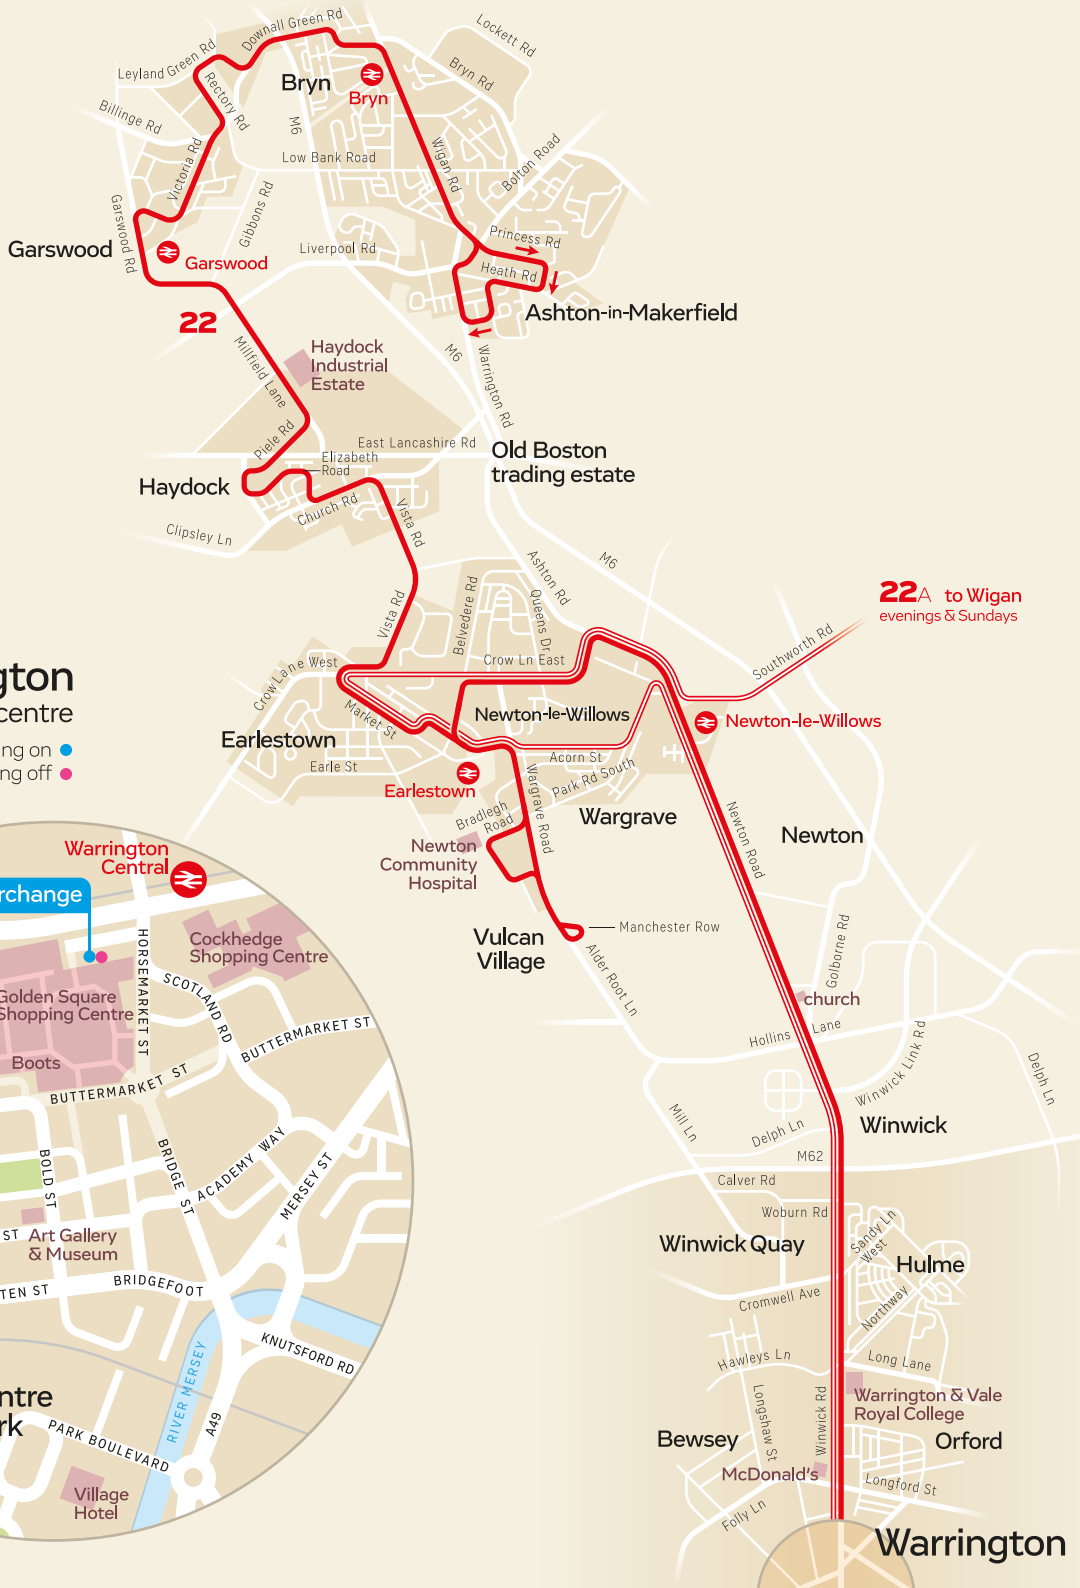 Downall Green Rd
Lockett Rd
Leyland Green Rd
Bryn
Bryn
Bryn Rd
Rectory Rd
Billinge Rd
M6
Low Bank Road
Wigan Rd
Bolton Road
Victoria Rd
Gibbons Rd
Garswood Rd
Garswood
Garswood
Liverpool Rd
Princess Rd
Heath Rd
Ashton-in-Makerfield
22
Millfield Lane
Haydock
Industrial
Estate
M6
Warrington Rd
Piele Rd
East Lancashire Rd
Elizabeth
Road
Old Boston
trading estate
Haydock
Church Rd
Vista Rd
Clipsley Ln
Ashton Rd
M6
22A to Wigan
evenings & Sundays
Vista Rd
Belvedere Rd
Queens Dr
Southworth Rd
Crow Lane West
Crow Ln East
gton
centre
ng on
ng off
Market St
Newton-le-Willows
Newton-le-Willows
Earlestown
Earle St
Earlestown
Acorn St
Park Rd South
Wargrave Road
Bradlegh
Road
Wargrave
Newton Road
Newton
Newton
Community
Hospital
Vulcan
Village
Manchester Row
Alder Root Ln
Golborne Rd
church
Hollins Lane
Winwick Link Rd
Delph Ln
Mill Ln
Delph Ln
Winwick
M62
Calver Rd
Woburn Rd
Winwick Quay
Sandy Ln
West
Hulme
Cromwell Ave
Northway
Hawleys Ln
Long Lane
Longshaw St
Winwick Rd
Warrington & Vale
Royal College
Bewsey
Orford
McDonald's
Longford St
Folly Ln
Warrington
Warrington
Central
rchange
HORSEMARKET ST
Cockhedge
Shopping Centre
SCOTLAND RD
Golden Square
Shopping Centre
BUTTERMARKET ST
Boots
BUTTERMARKET ST
BOLD ST
BRIDGE ST
ACADEMY WAY
MERSEY ST
ST
Art Gallery
& Museum
TEN ST
BRIDGEFOOT
KNUTSFORD RD
RIVER MERSEY
A49
ntre
rk
PARK BOULEVARD
Village
Hotel